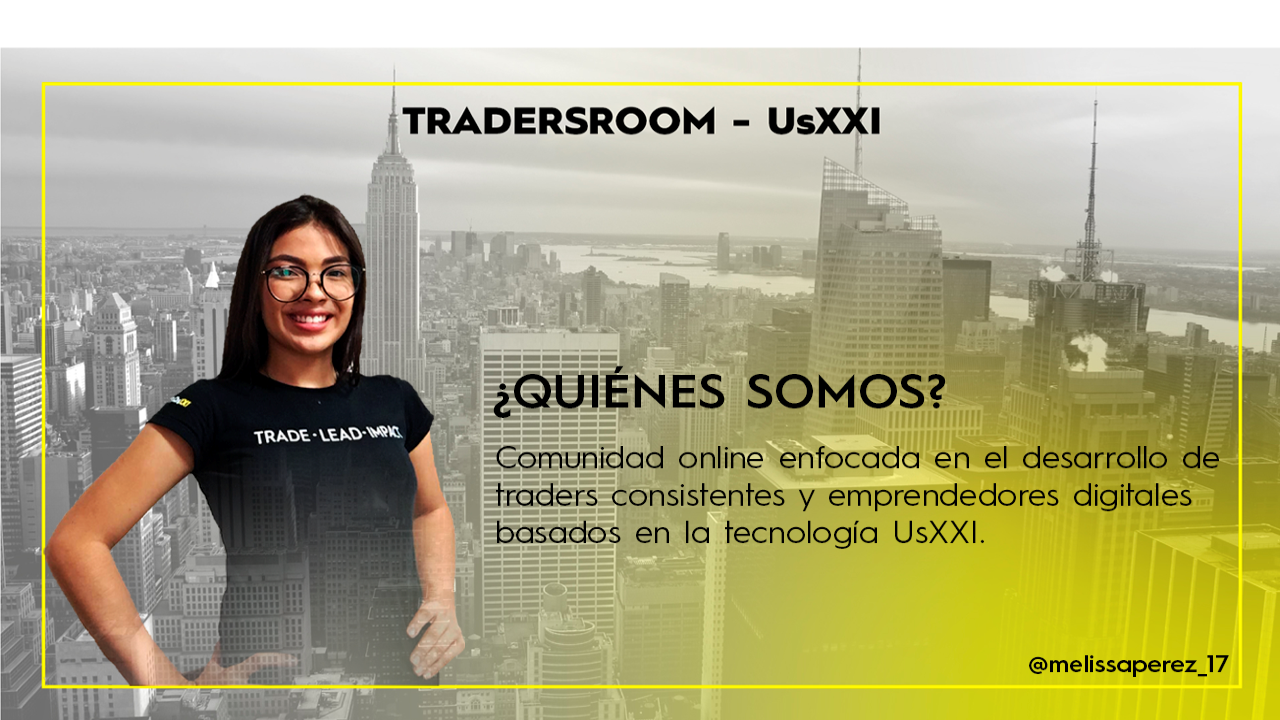 TRADERSROOM - UsXXI
TRADE·LEAD·IMPACT
¿QUIÉNES SOMOS?
Comunidad online enfocada en el desarrollo de
traders consistentes y emprendedores digitales
basados en la tecnología UsXXI.
@melissaperez_17